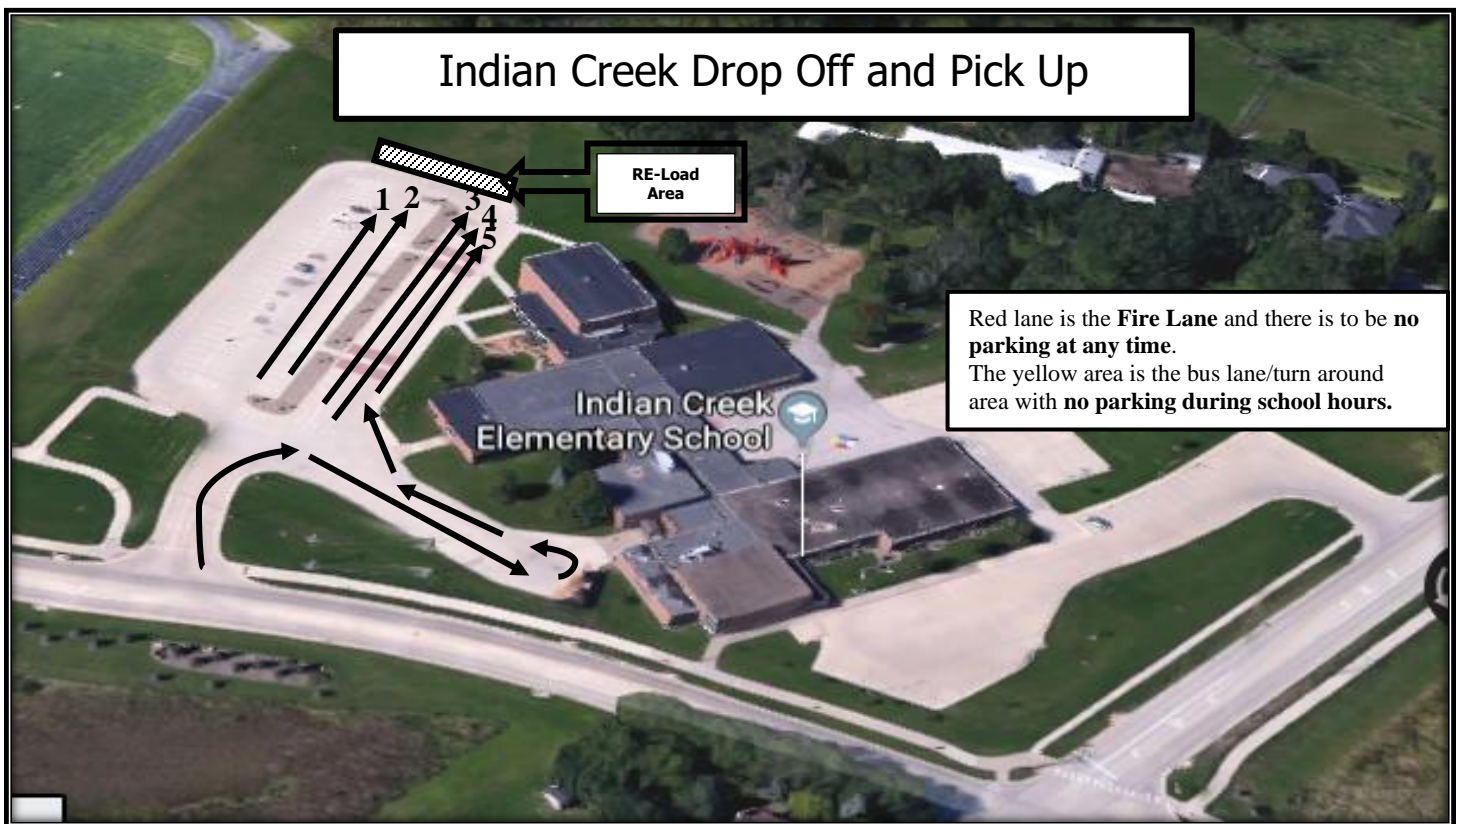 Indian Creek Drop Off and Pick Up
RE-Load
Area
1 2
3
4
5
Red lane is the Fire Lane and there is to be no
parking at any time.
The yellow area is the bus lane/turn around
area with no parking during school hours.
Indian Creek
Elementary School